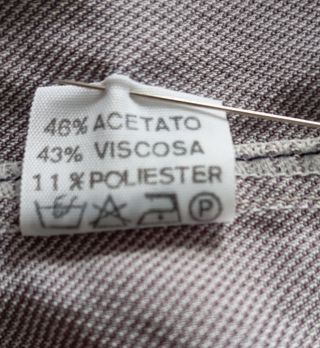 46% ACETATO
43% VISCOSA
11% POLIESTER
P